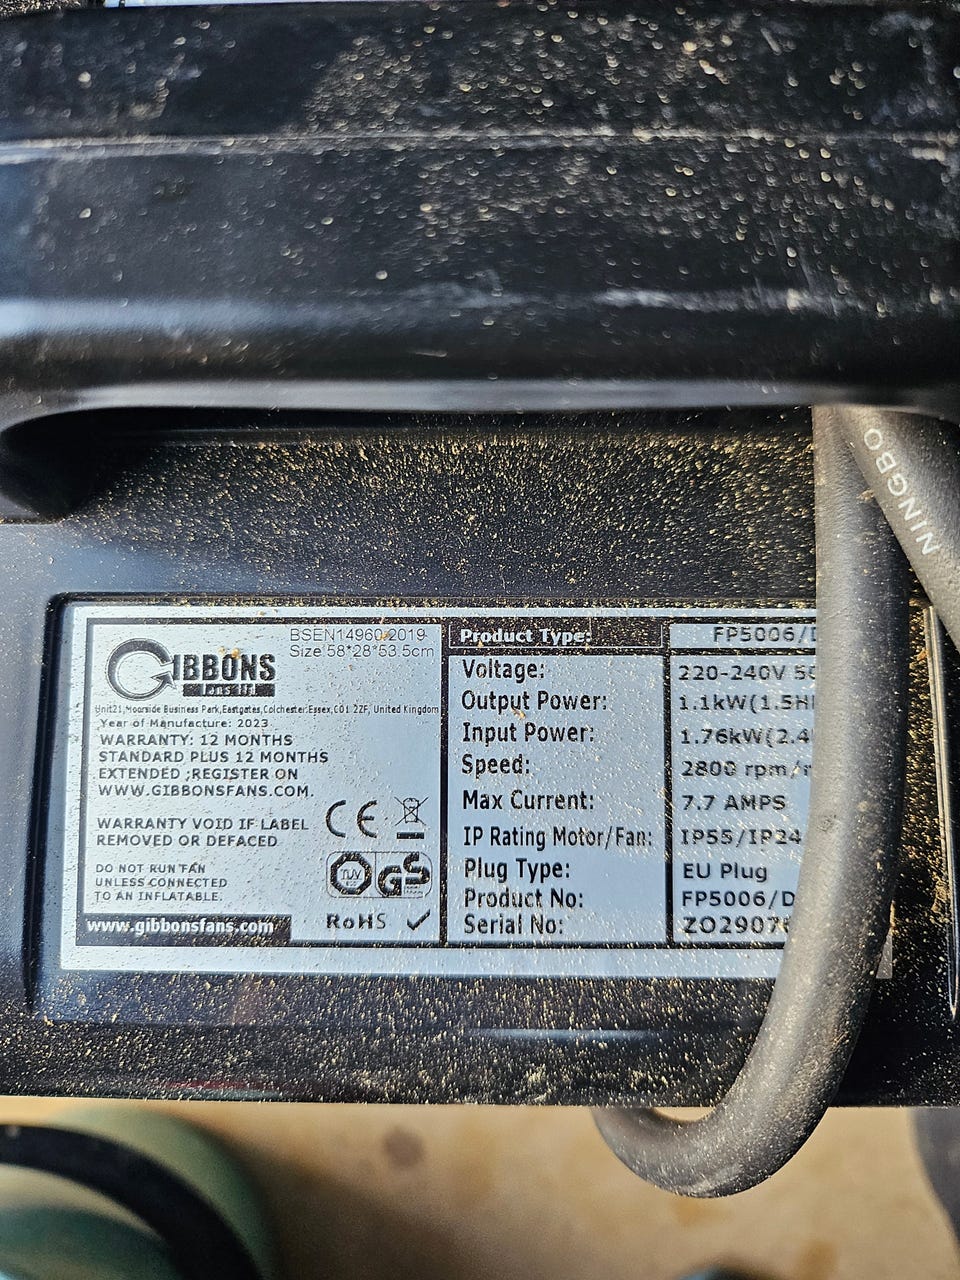 NINGBO
BSEN14960:2019
Size:58*28*53.5cm
GIBBONS
fans ltd
Unit21,Moorside Business Park,Eastgates,Colchester,Essex,CO1 2ZF, United Kingdom
Year of Manufacture: 2023
WARRANTY: 12 MONTHS
STANDARD PLUS 12 MONTHS
EXTENDED ;REGISTER ON
WWW.GIBBONSFANS.COM.
WARRANTY VOID IF LABEL
REMOVED OR DEFACED
CE
DO NOT RUN FAN
UNLESS CONNECTED
TO AN INFLATABLE.
TUV
GS
RoHS
www.gibbonsfans.com
Product Type: FP5006/
Voltage: 220-240V
Output Power: 1.1kW(1.5H
Input Power: 1.76kW(2.4
Speed: 2800 rpm/
Max Current: 7.7 AMPS
IP Rating Motor/Fan: IP55/IP24
Plug Type: EU Plug
Product No: FP5006/D
Serial No: ZO2907